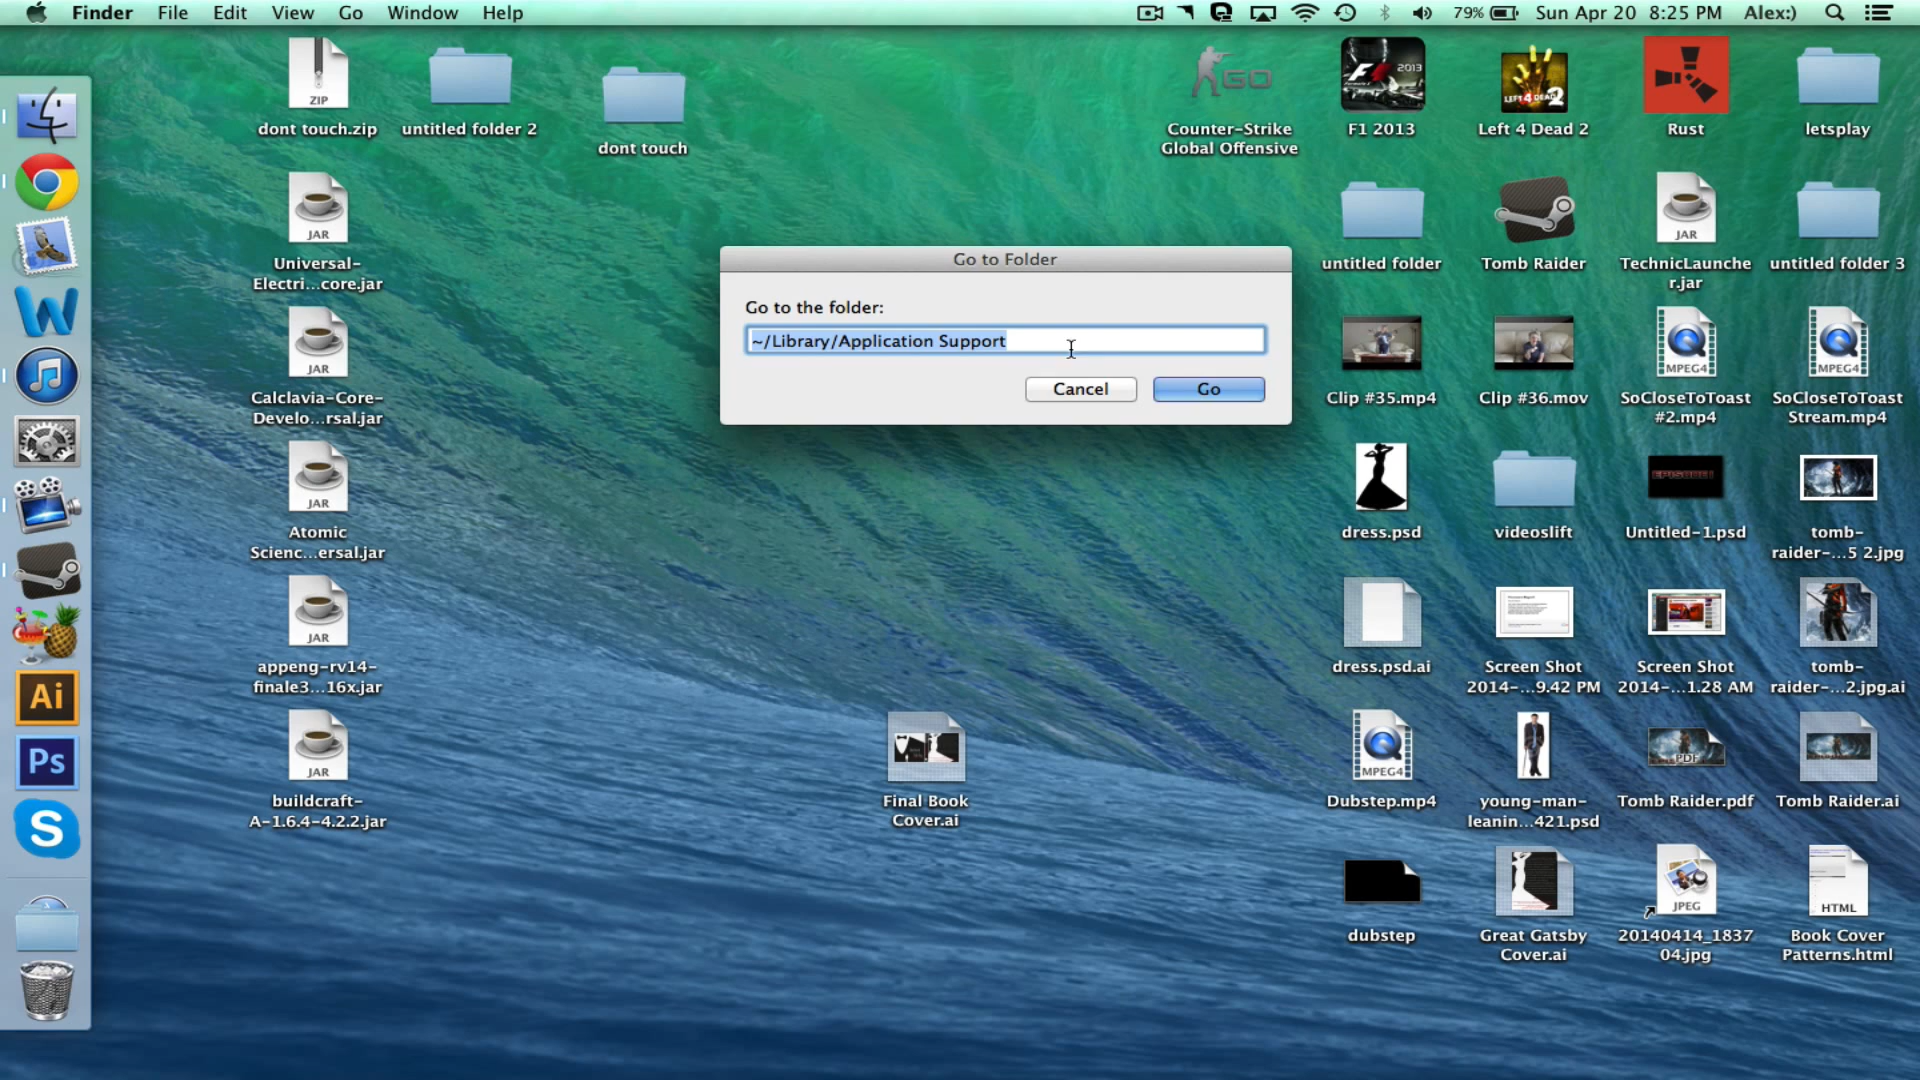 Finder File Edit View Go Window Help
79% Sun Apr 20 8:25 PM Alex:)
ZIP
dont touch.zip
untitled folder 2
dont touch
GO
Counter-Strike
Global Offensive
2013
F1 2013
LEFT 4 DEAD 2
Left 4 Dead 2
Rust
letsplay
JAR
Universal-
Electri...core.jar
untitled folder
Tomb Raider
JAR
TechnicLaunche
r.jar
untitled folder 3
Go to Folder
Go to the folder:
~/Library/Application Support
Cancel
Go
JAR
Calclavia-Core-
Develo...rsal.jar
Clip #35.mp4
Clip #36.mov
MPEG4
SoCloseToToast
#2.mp4
MPEG4
SoCloseToToast
Stream.mp4
JAR
Atomic
Scienc...ersal.jar
dress.psd
videoslift
Untitled-1.psd
tomb-
raider-...5 2.jpg
JAR
appeng-rv14-
finale3...16x.jar
dress.psd.ai
Screen Shot
2014-...9.42 PM
Screen Shot
2014-...1.28 AM
tomb-
raider-...2.jpg.ai
Ai
Ps
JAR
buildcraft-
A-1.6.4-4.2.2.jar
Final Book
Cover.ai
MPEG4
Dubstep.mp4
young-man-
leanin...421.psd
PDF
Tomb Raider.pdf
Tomb Raider.ai
dubstep
Great Gatsby
Cover.ai
JPEG
20140414_1837
04.jpg
HTML
Book Cover
Patterns.html